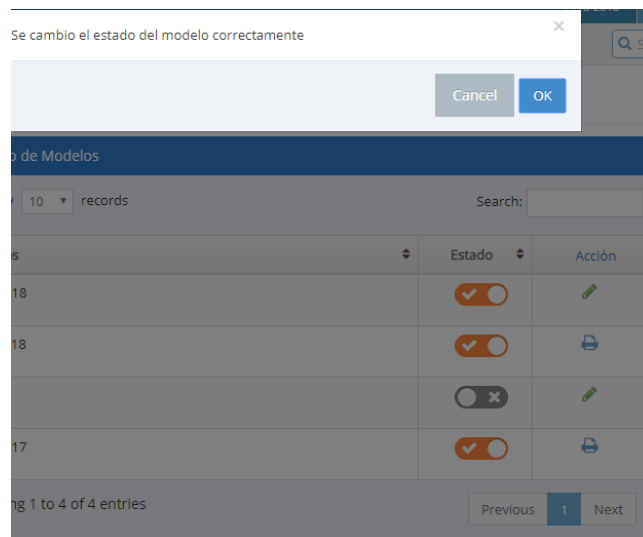 Se cambio el estado del modelo correctamente
×
Cancel OK
de Modelos
10 records
Search:
Estado Acción
18
18
17
1 to 4 of 4 entries
Previous 1 Next